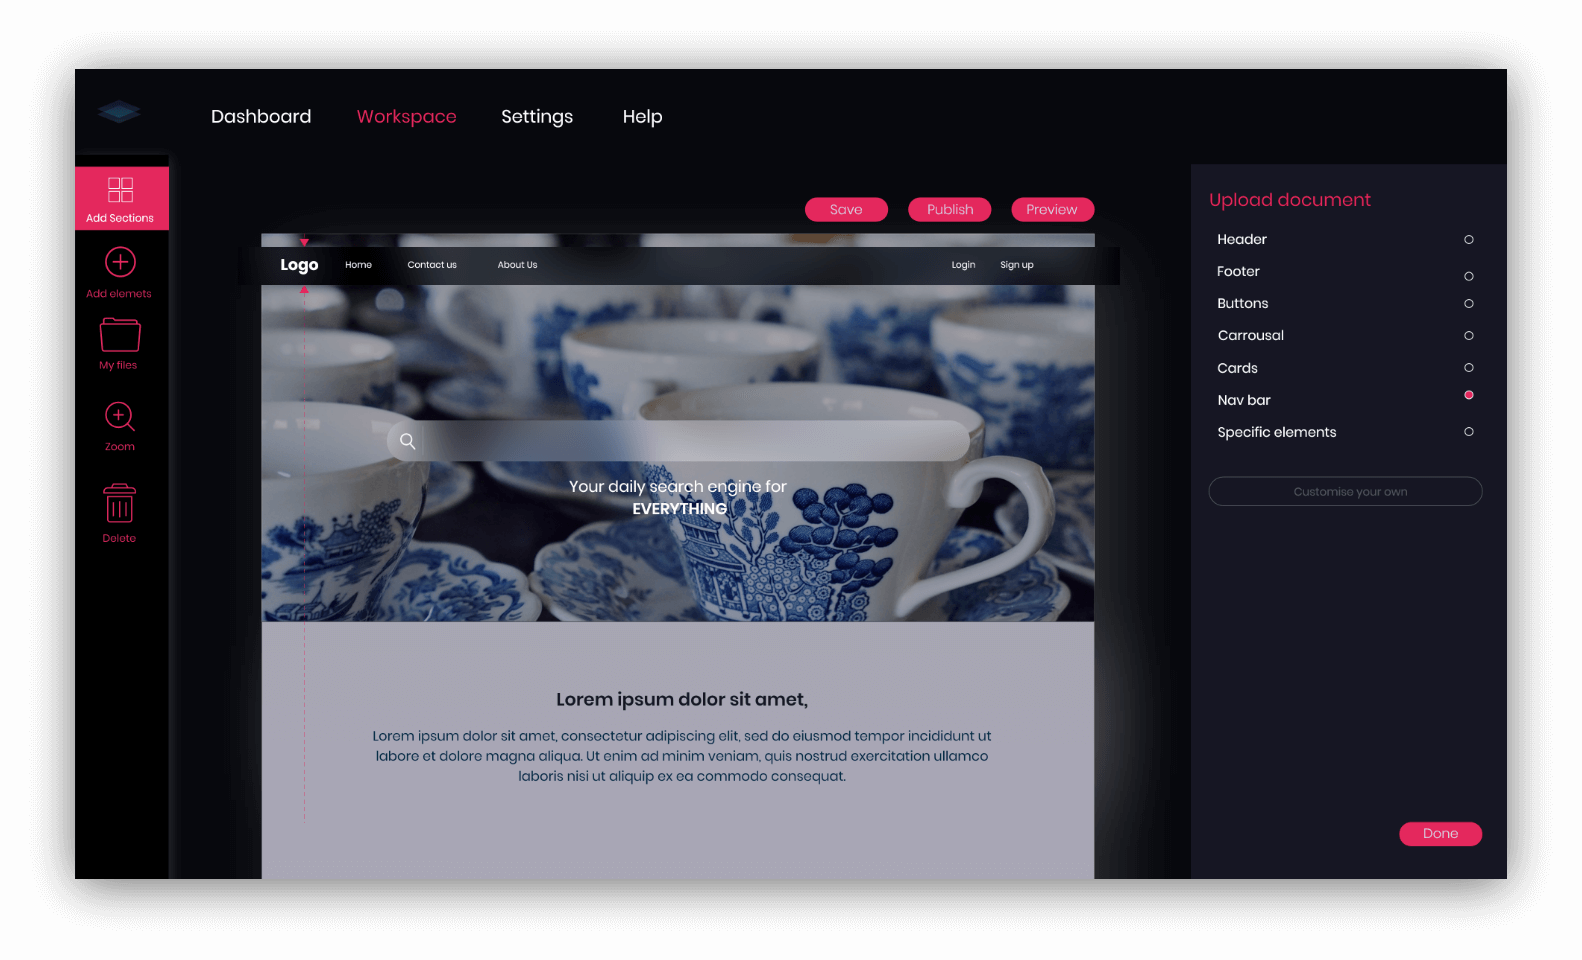 Dashboard Workspace Settings Help
Add Sections
Add elemets
My files
Zoom
Delete
Save Publish Preview
Logo Home Contact us About Us Login Sign up
Your daily search engine for
EVERYTHING
Lorem ipsum dolor sit amet,
Lorem ipsum dolor sit amet, consectetur adipiscing elit, sed do eiusmod tempor incididunt ut
labore et dolore magna aliqua. Ut enim ad minim veniam, quis nostrud exercitation ullamco
laboris nisi ut aliquip ex ea commodo consequat.
Upload document
Header
Footer
Buttons
Carrousal
Cards
Nav bar
Specific elements
Customise your own
Done